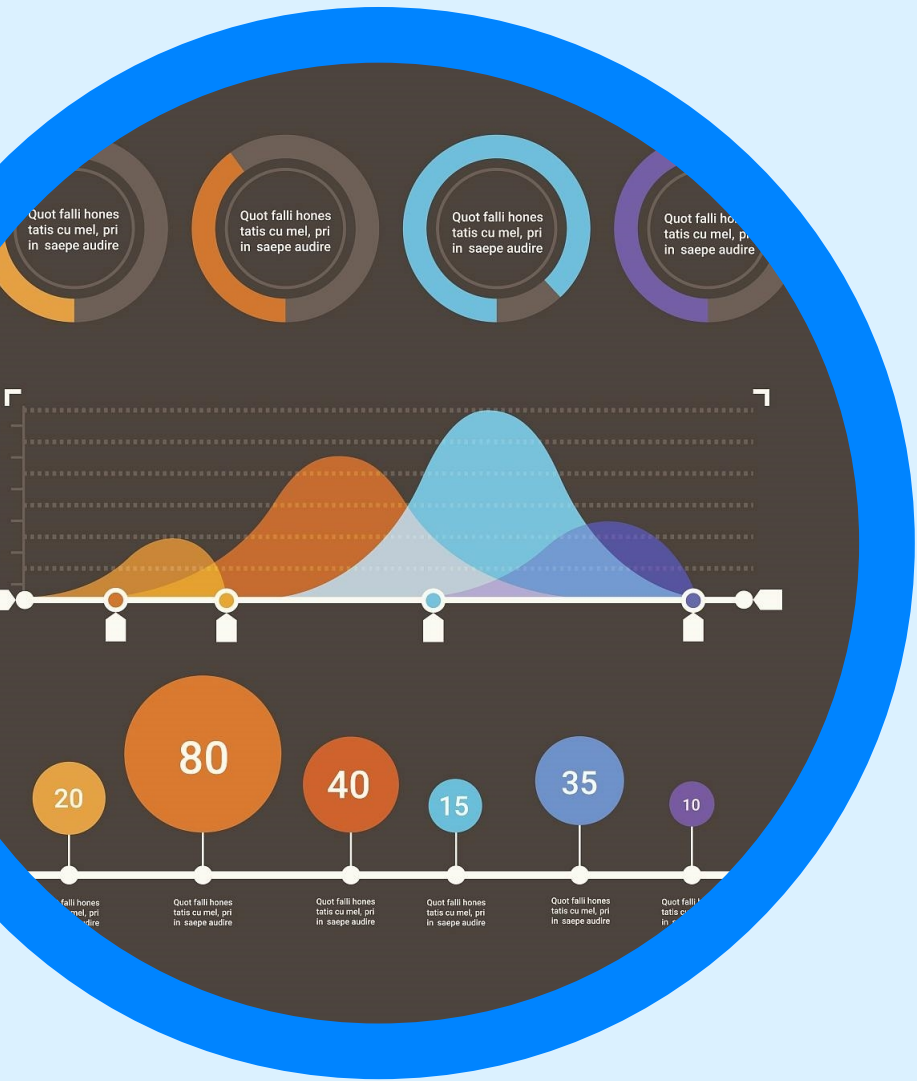 Quot falli hones
tatis cu mel, pri
in saepe audire
Quot falli hones
tatis cu mel, pri
in saepe audire
Quot falli hones
tatis cu mel, pri
in saepe audire
Quot falli
tatis cu mel,
in saepe audire
80
20
40
15
35
10
falli hones
mel, pri
Quot falli hones
tatis cu mel, pri
in saepe audire
Quot falli hones
tatis cu mel, pri
in saepe audire
Quot falli hones
tatis cu mel, pri
in saepe audire
Quot falli hones
tatis cu mel, pri
in saepe audire
Quot falli
tatis
in